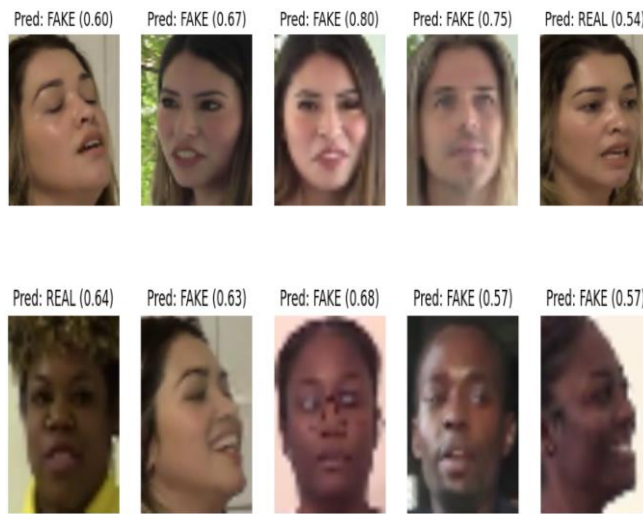 Pred: FAKE (0.60) Pred: FAKE (0.67) Pred: FAKE (0.80) Pred: FAKE (0.75) Pred: REAL (0.54)
Pred: REAL (0.64) Pred: FAKE (0.63) Pred: FAKE (0.68) Pred: FAKE (0.57) Pred: FAKE (0.57)